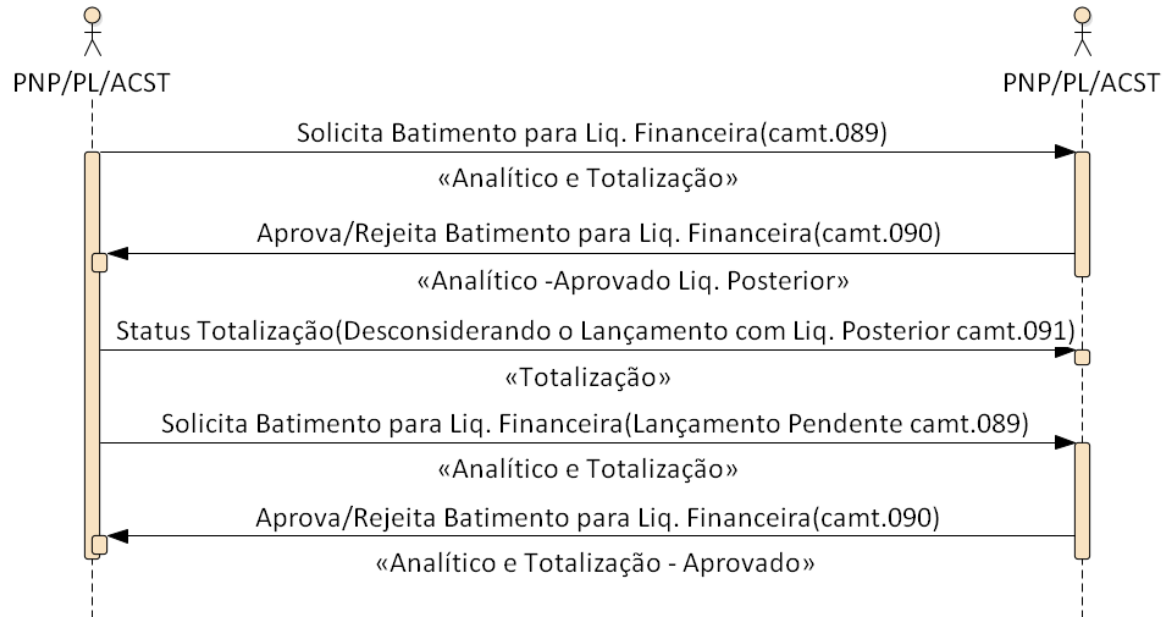 PNP/PL/ACST
PNP/PL/ACST
Solicita Batimento para Liq. Financeira(camt.089)
«Analítico e Totalização»
Aprova/Rejeita Batimento para Liq. Financeira(camt.090)
«Analítico -Aprovado Liq. Posterior»
Status Totalização(Desconsiderando o Lançamento com Liq. Posterior camt.091)
«Totalização»
Solicita Batimento para Liq. Financeira(Lançamento Pendente camt.089)
«Analítico e Totalização»
Aprova/Rejeita Batimento para Liq. Financeira(camt.090)
«Analítico e Totalização - Aprovado»